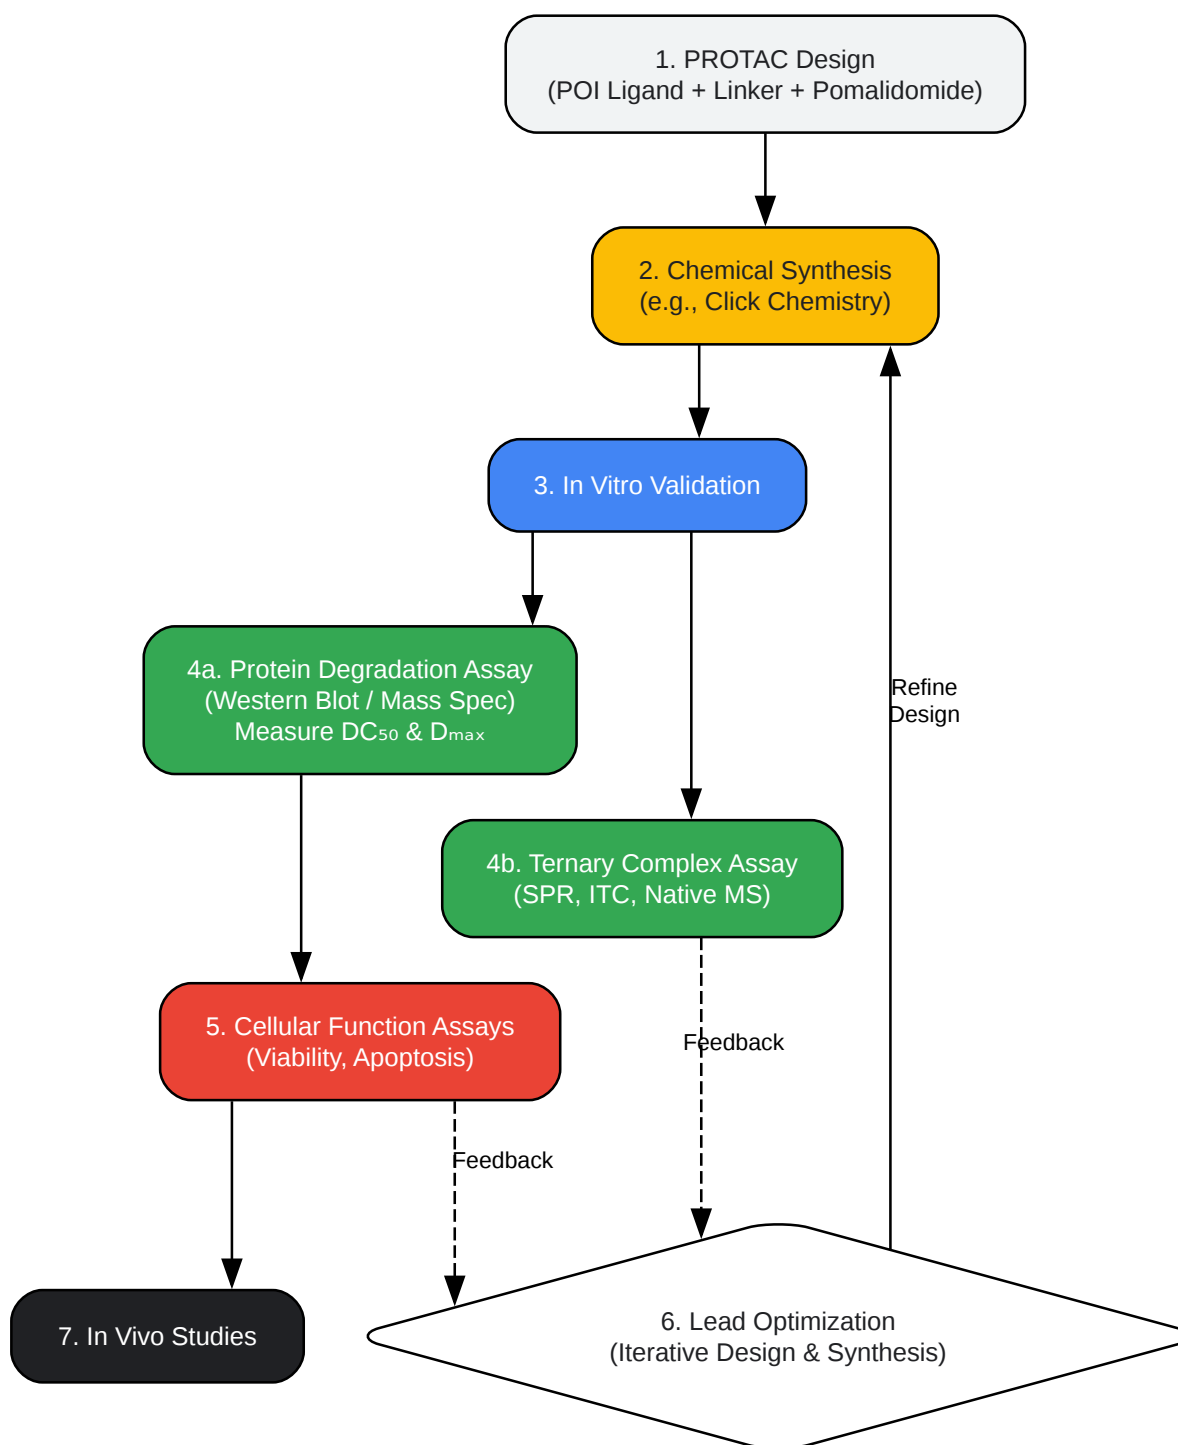 1. PROTAC Design
(POI Ligand + Linker + Pomalidomide)
2. Chemical Synthesis
(e.g., Click Chemistry)
3. In Vitro Validation
4a. Protein Degradation Assay
(Western Blot / Mass Spec)
Measure DC₅₀ & Dₘₐₓ
Refine
Design
4b. Ternary Complex Assay
(SPR, ITC, Native MS)
5. Cellular Function Assays
(Viability, Apoptosis)
Feedback
Feedback
7. In Vivo Studies
6. Lead Optimization
(Iterative Design & Synthesis)